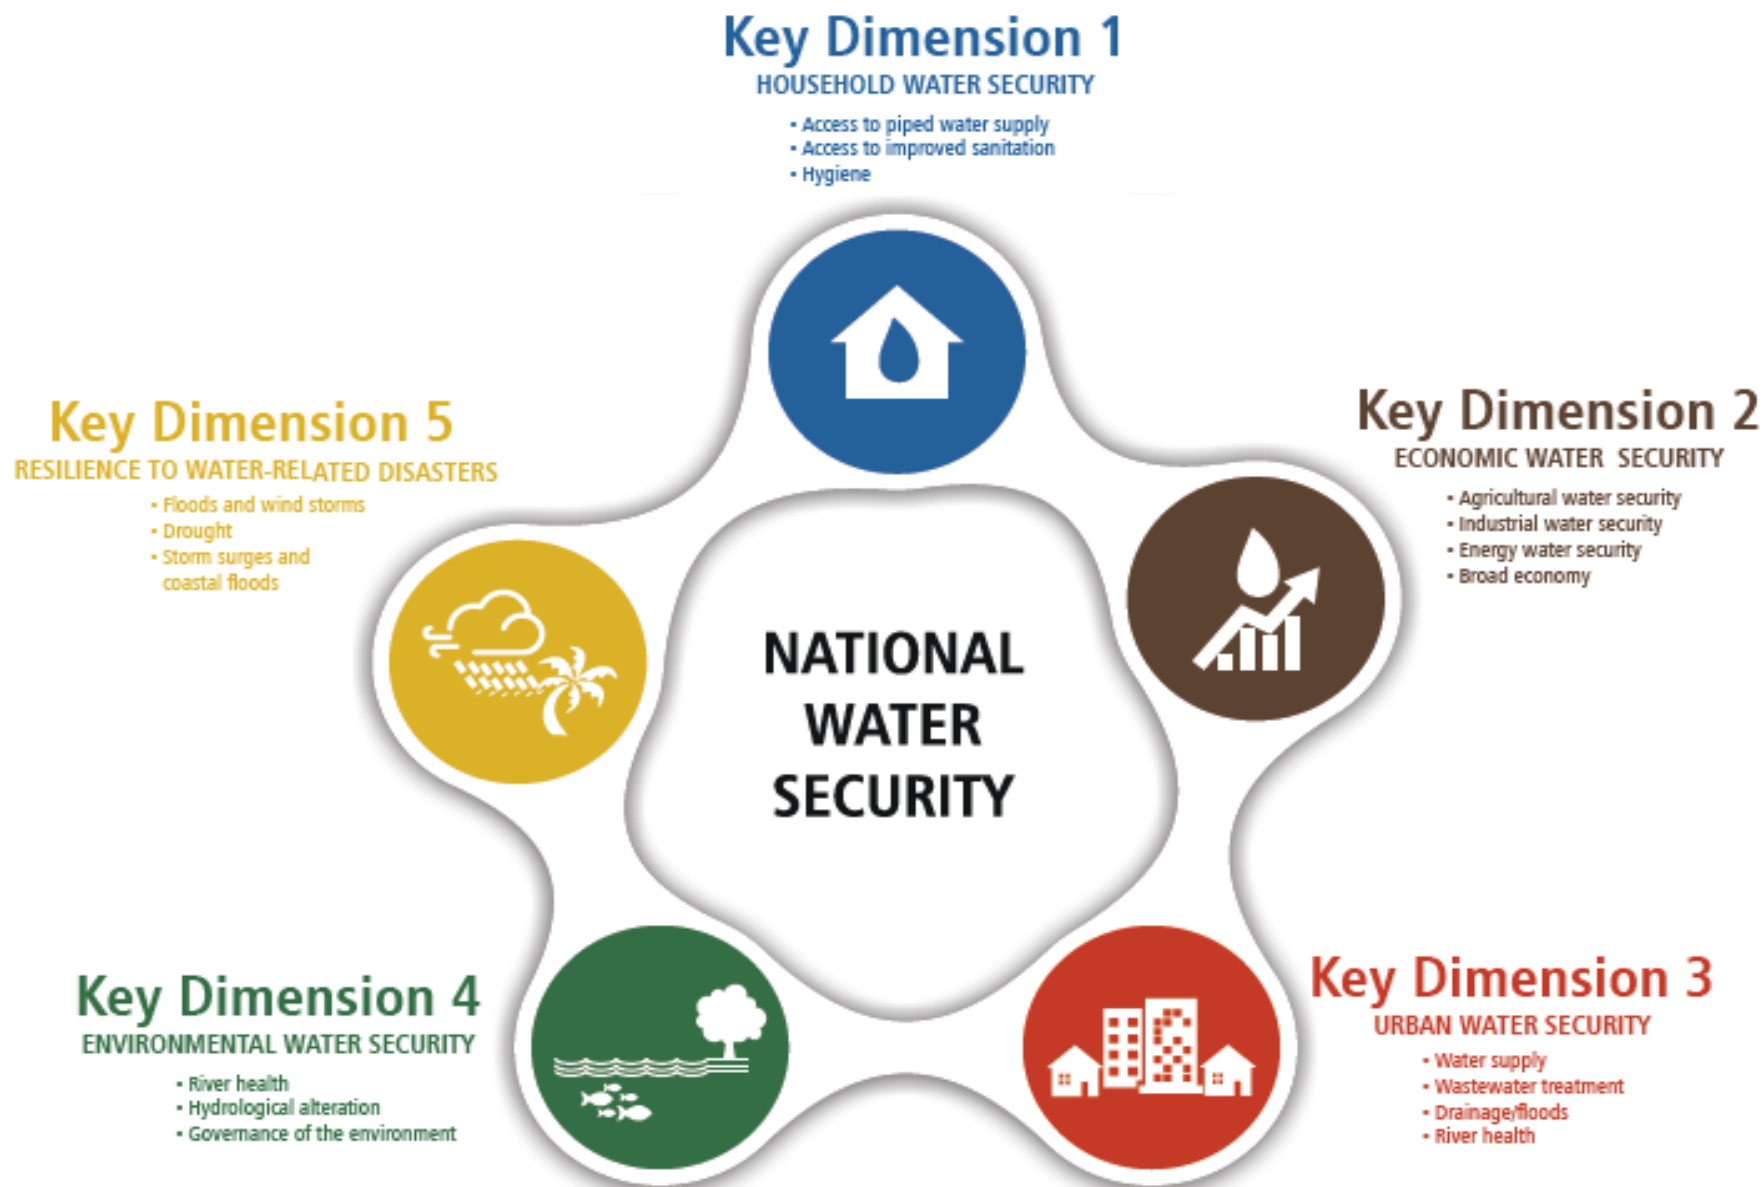 Key Dimension 1
HOUSEHOLD WATER SECURITY
▪ Access to piped water supply
▪ Access to improved sanitation
▪ Hygiene
Key Dimension 2
ECONOMIC WATER SECURITY
▪ Agricultural water security
▪ Industrial water security
▪ Energy water security
▪ Broad economy
Key Dimension 5
RESILIENCE TO WATER-RELATED DISASTERS
▪ Floods and wind storms
▪ Drought
▪ Storm surges and
coastal floods
NATIONAL
WATER
SECURITY
Key Dimension 4
ENVIRONMENTAL WATER SECURITY
▪ River health
▪ Hydrological alteration
▪ Governance of the environment
Key Dimension 3
URBAN WATER SECURITY
▪ Water supply
▪ Wastewater treatment
▪ Drainage/floods
▪ River health